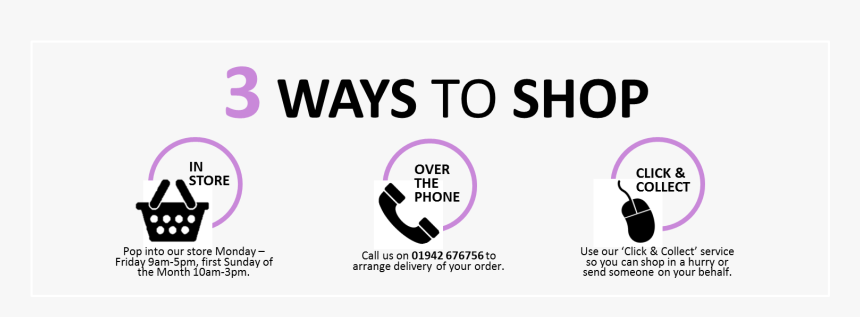 3 WAYS TO SHOP
IN
STORE
Pop into our store Monday –
Friday 9am-5pm, first Sunday of
the Month 10am-3pm.
OVER
THE
PHONE
Call us on 01942 676756 to
arrange delivery of your order.
CLICK &
COLLECT
Use our ‘Click & Collect’ service
so you can shop in a hurry or
send someone on your behalf.